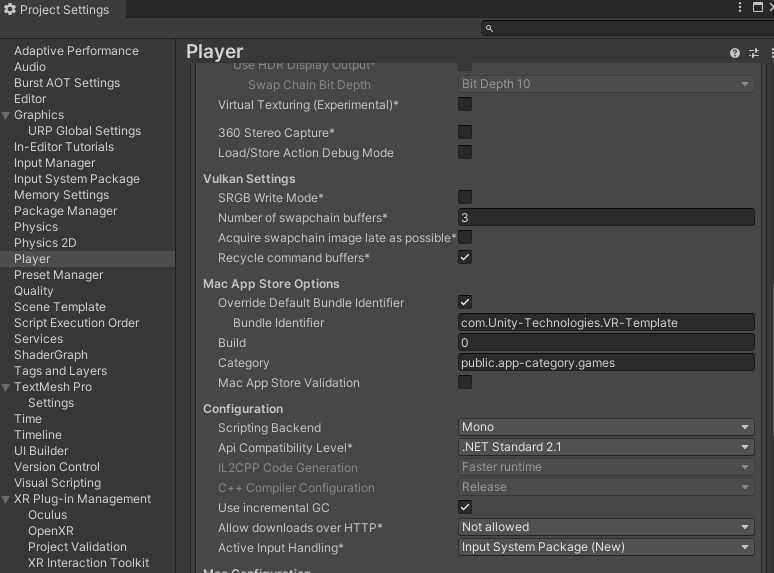 Project Settings
Adaptive Performance
Audio
Burst AOT Settings
Editor
Graphics
URP Global Settings
In-Editor Tutorials
Input Manager
Input System Package
Memory Settings
Package Manager
Physics
Physics 2D
Player
Preset Manager
Quality
Scene Template
Script Execution Order
Services
ShaderGraph
Tags and Layers
TextMesh Pro
Settings
Time
Timeline
UI Builder
Version Control
Visual Scripting
XR Plug-in Management
Oculus
OpenXR
Project Validation
XR Interaction Toolkit
Player
Use HDR Display Output*
Swap Chain Bit Depth Bit Depth 10
Virtual Texturing (Experimental)*
360 Stereo Capture*
Load/Store Action Debug Mode
Vulkan Settings
SRGB Write Mode*
Number of swapchain buffers* 3
Acquire swapchain image late as possible*
Recycle command buffers*
Mac App Store Options
Override Default Bundle Identifier
Bundle Identifier com.Unity-Technologies.VR-Template
Build 0
Category public.app-category.games
Mac App Store Validation
Configuration
Scripting Backend Mono
Api Compatibility Level* .NET Standard 2.1
IL2CPP Code Generation Faster runtime
C++ Compiler Configuration Release
Use incremental GC
Allow downloads over HTTP* Not allowed
Active Input Handling* Input System Package (New)
Mac Configuration